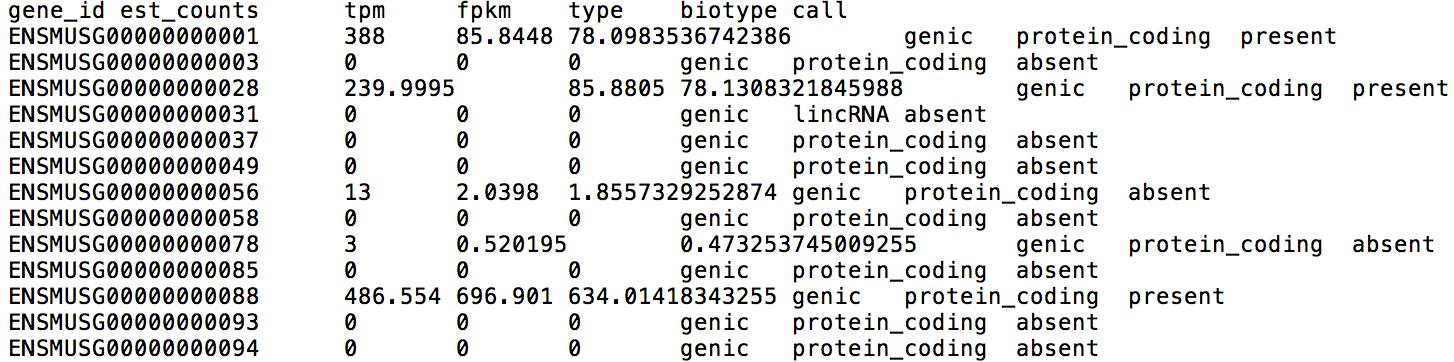 gene_id est_counts tpm fpkm type biotype call
ENSMUSG00000000001 388 85.8448 78.0983536742386 genic protein_coding present
ENSMUSG00000000003 0 0 0 genic protein_coding absent
ENSMUSG00000000028 239.9995 85.8805 78.1308321845988 genic protein_coding present
ENSMUSG00000000031 0 0 0 genic lincRNA absent
ENSMUSG00000000037 0 0 0 genic protein_coding absent
ENSMUSG00000000049 0 0 0 genic protein_coding absent
ENSMUSG00000000056 13 2.0398 1.8557329252874 genic protein_coding absent
ENSMUSG00000000058 0 0 0 genic protein_coding absent
ENSMUSG00000000078 3 0.520195 0.473253745009255 genic protein_coding absent
ENSMUSG00000000085 0 0 0 genic protein_coding absent
ENSMUSG00000000088 486.554 696.901 634.01418343255 genic protein_coding present
ENSMUSG00000000093 0 0 0 genic protein_coding absent
ENSMUSG00000000094 0 0 0 genic protein_coding absent